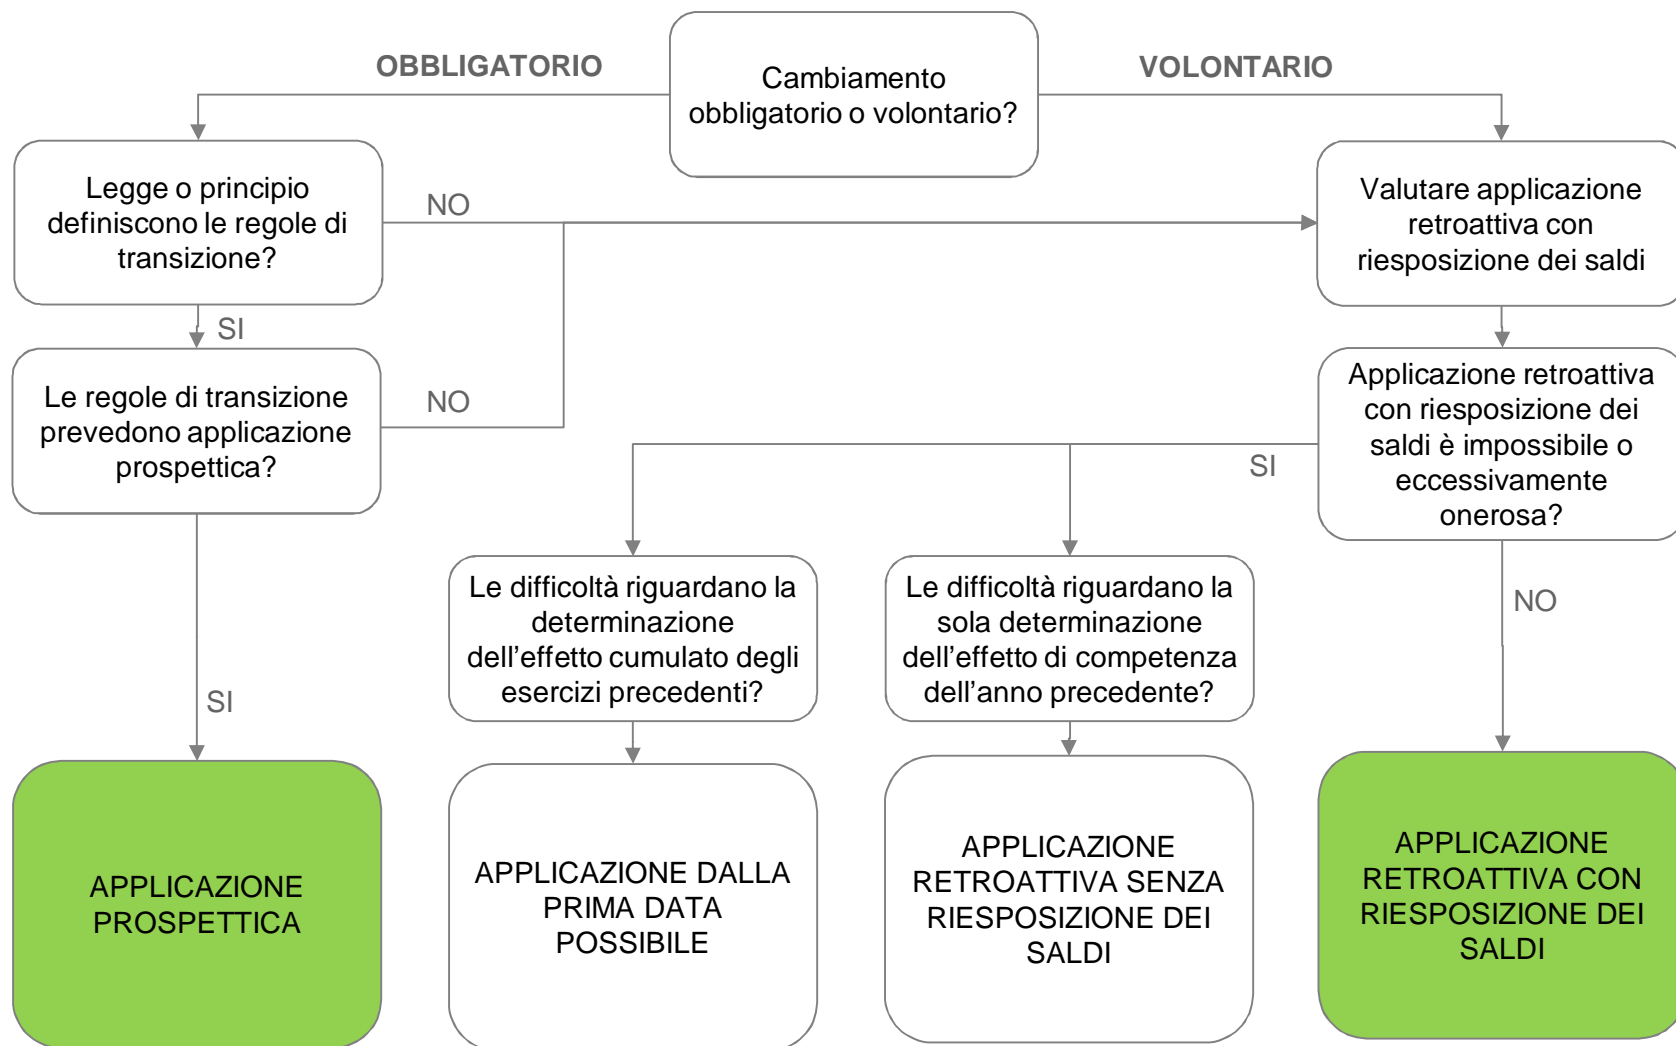 OBBLIGATORIO
Cambiamento
obbligatorio o volontario?
VOLONTARIO
Legge o principio
definiscono le regole di
transizione?
NO
Valutare applicazione
retroattiva con
riesposizione dei saldi
SI
Le regole di transizione
prevedono applicazione
prospettica?
NO
Applicazione retroattiva
con riesposizione dei
saldi è impossibile o
eccessivamente
onerosa?
SI
Le difficoltà riguardano la
determinazione
dell’effetto cumulato degli
esercizi precedenti?
Le difficoltà riguardano la
sola determinazione
dell’effetto di competenza
dell’anno precedente?
NO
SI
APPLICAZIONE
PROSPETTICA
APPLICAZIONE DALLA
PRIMA DATA
POSSIBILE
APPLICAZIONE
RETROATTIVA SENZA
RIESPOSIZIONE DEI
SALDI
APPLICAZIONE
RETROATTIVA CON
RIESPOSIZIONE DEI
SALDI